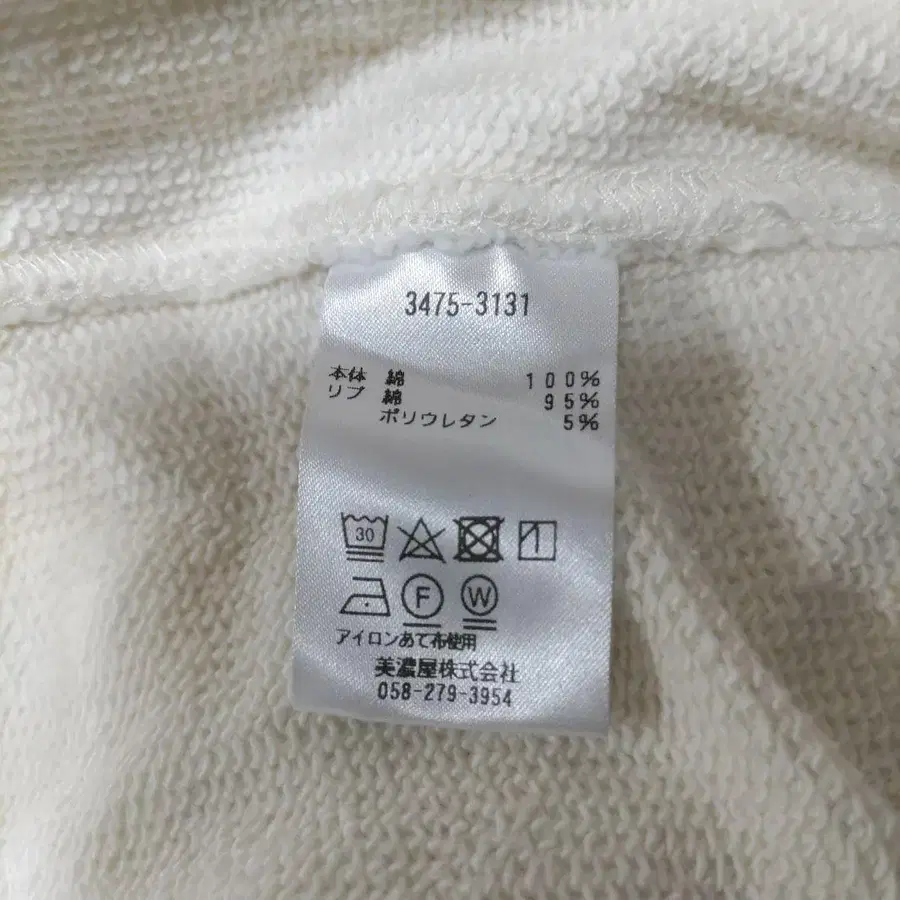 3475-3131
本体 綿 100%
リブ 綿 95%
ポリウレタン 5%
30
F W
アイロンあて布使用
美濃屋株式会社
058-279-3954